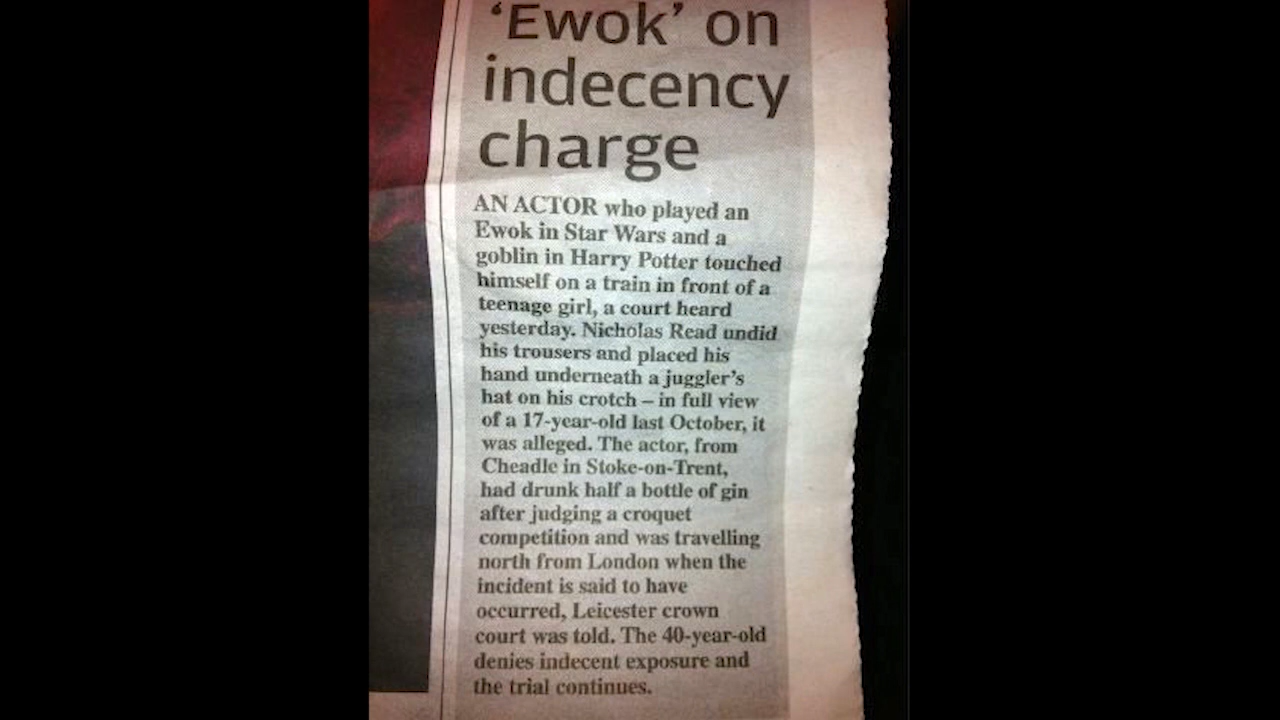 ‘Ewok’ on
indecency
charge
AN ACTOR who played an
Ewok in Star Wars and a
goblin in Harry Potter touched
himself on a train in front of a
teenage girl, a court heard
yesterday. Nicholas Read undid
his trousers and placed his
hand underneath a juggler’s
hat on his crotch – in full view
of a 17-year-old last October, it
was alleged. The actor, from
Cheadle in Stoke-on-Trent,
had drunk half a bottle of gin
after judging a croquet
competition and was travelling
north from London when the
incident is said to have
occurred, Leicester crown
court was told. The 40-year-old
denies indecent exposure and
the trial continues.